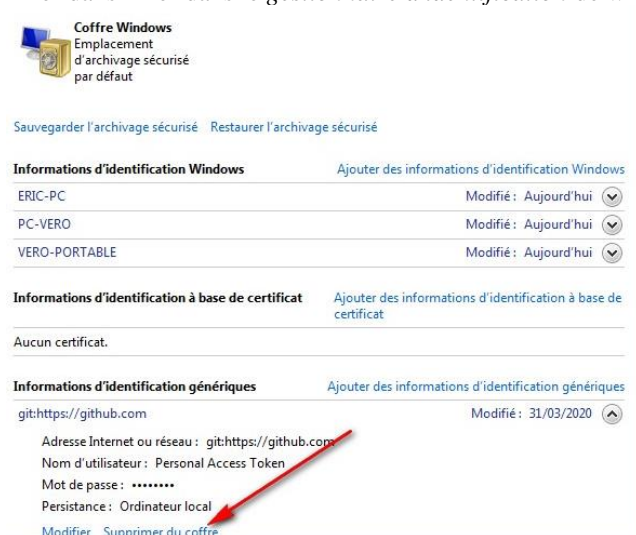 Coffre Windows
Emplacement
d'archivage sécurisé
par défaut
Sauvegarder l'archivage sécurisé Restaurer l'archivage sécurisé
Informations d'identification Windows Ajouter des informations d'identification Windows
ERIC-PC Modifié : Aujourd'hui
PC-VERO Modifié : Aujourd'hui
VERO-PORTABLE Modifié : Aujourd'hui
Informations d'identification à base de certificat Ajouter des informations d'identification à base de
certificat
Aucun certificat.
Informations d'identification génériques Ajouter des informations d'identification génériques
git:https://github.com Modifié : 31/03/2020
Adresse Internet ou réseau : git:https://github.com
Nom d'utilisateur : Personal Access Token
Mot de passe : ••••••••
Persistance : Ordinateur local
Modifier Supprimer du coffre